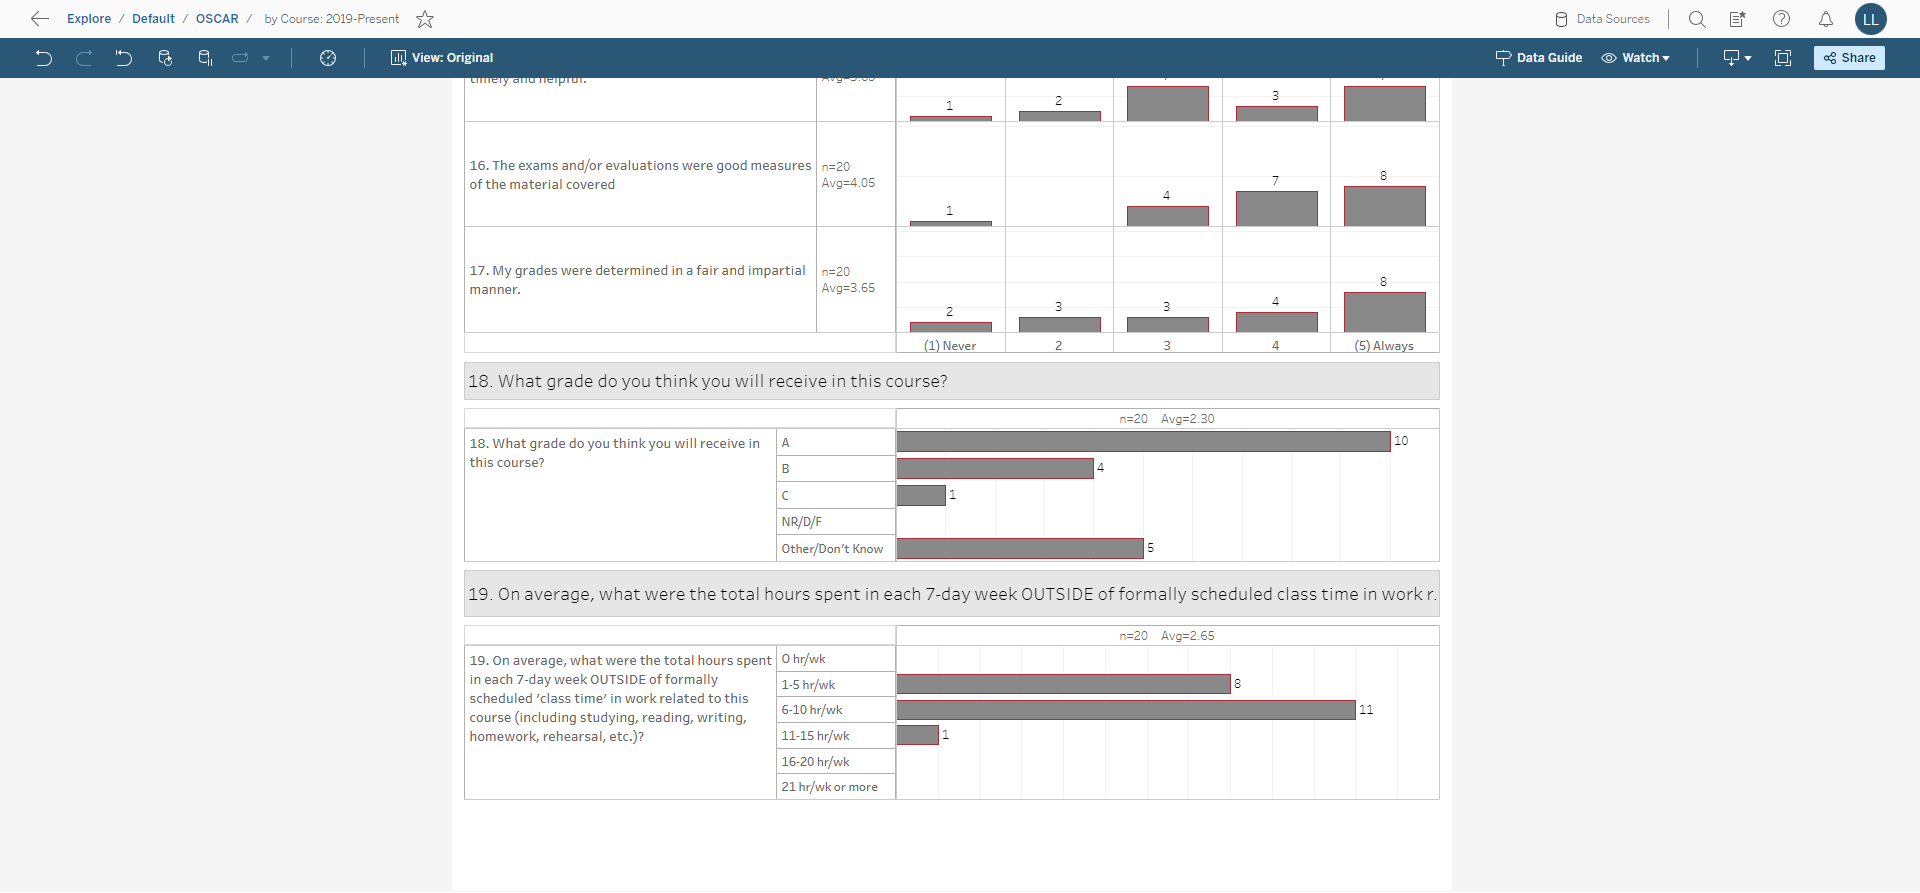 Explore / Default / OSCAR / by Course: 2019-Present
Data Sources
LL
View: Original
Data Guide
Watch
Share
timely and helpful.
1
2
3
16. The exams and/or evaluations were good measures
of the material covered
n=20
Avg=4.05
1
4
7
8
17. My grades were determined in a fair and impartial
manner.
n=20
Avg=3.65
2
3
3
4
8
(1) Never
2
3
4
(5) Always
18. What grade do you think you will receive in this course?
n=20 Avg=2.30
18. What grade do you think you will receive in
this course?
A
10
B
4
C
1
NR/D/F
Other/Don't Know
5
19. On average, what were the total hours spent in each 7-day week OUTSIDE of formally scheduled class time in work r.
n=20 Avg=2.65
19. On average, what were the total hours spent
in each 7-day week OUTSIDE of formally
scheduled ‘class time’ in work related to this
course (including studying, reading, writing,
homework, rehearsal, etc.)?
0 hr/wk
1-5 hr/wk
8
6-10 hr/wk
11
11-15 hr/wk
1
16-20 hr/wk
21 hr/wk or more